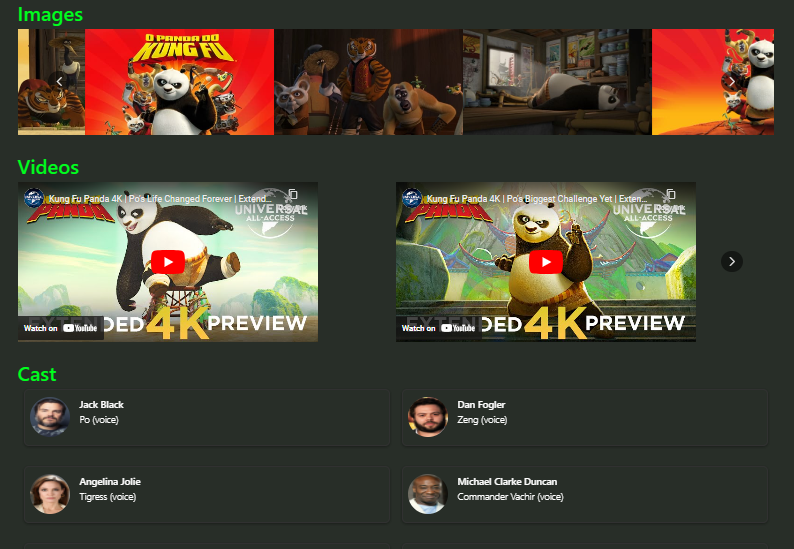 Images
O PANDA DO
KUNG FU
Videos
Kung Fu Panda 4K | Po's Life Changed Forever | Extend...
UNIVERSAL
ALL-ACCESS
PANDA
Watch on YouTube
EXTENDED 4K PREVIEW
Kung Fu Panda 4K | Po's Biggest Challenge Yet | Exten...
UNIVERSAL
ALL-ACCESS
PANDA
Watch on YouTube
EXTENDED 4K PREVIEW
Cast
Jack Black
Po (voice)
Dan Fogler
Zeng (voice)
Angelina Jolie
Tigress (voice)
Michael Clarke Duncan
Commander Vachir (voice)